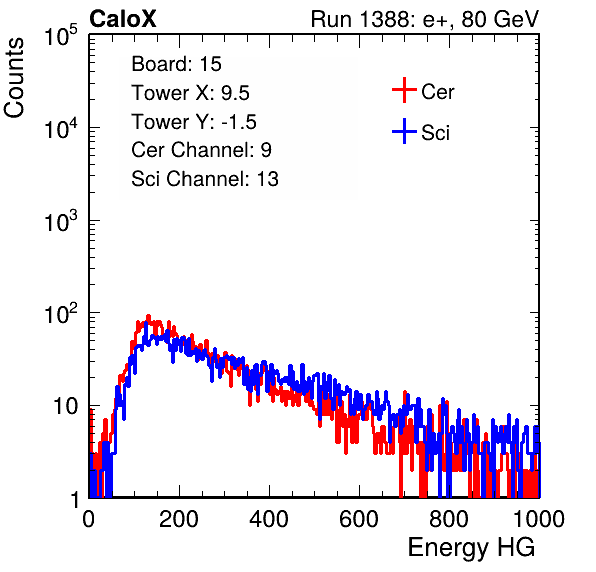 CaloX Run 1388: e+, 80 GeV
Counts
Board: 15
Tower X: 9.5
Tower Y: -1.5
Cer Channel: 9
Sci Channel: 13
Cer
Sci
10^5
10^4
10^3
10^2
10
1
0 200 400 600 800 1000
Energy HG